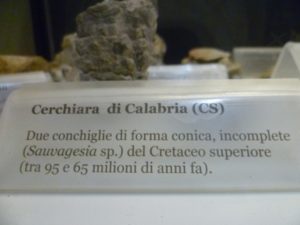 Cerchiara di Calabria (CS)
Due conchiglie di forma conica, incomplete
(Sauvagesia sp.) del Cretaceo superiore
(tra 95 e 65 milioni di anni fa).